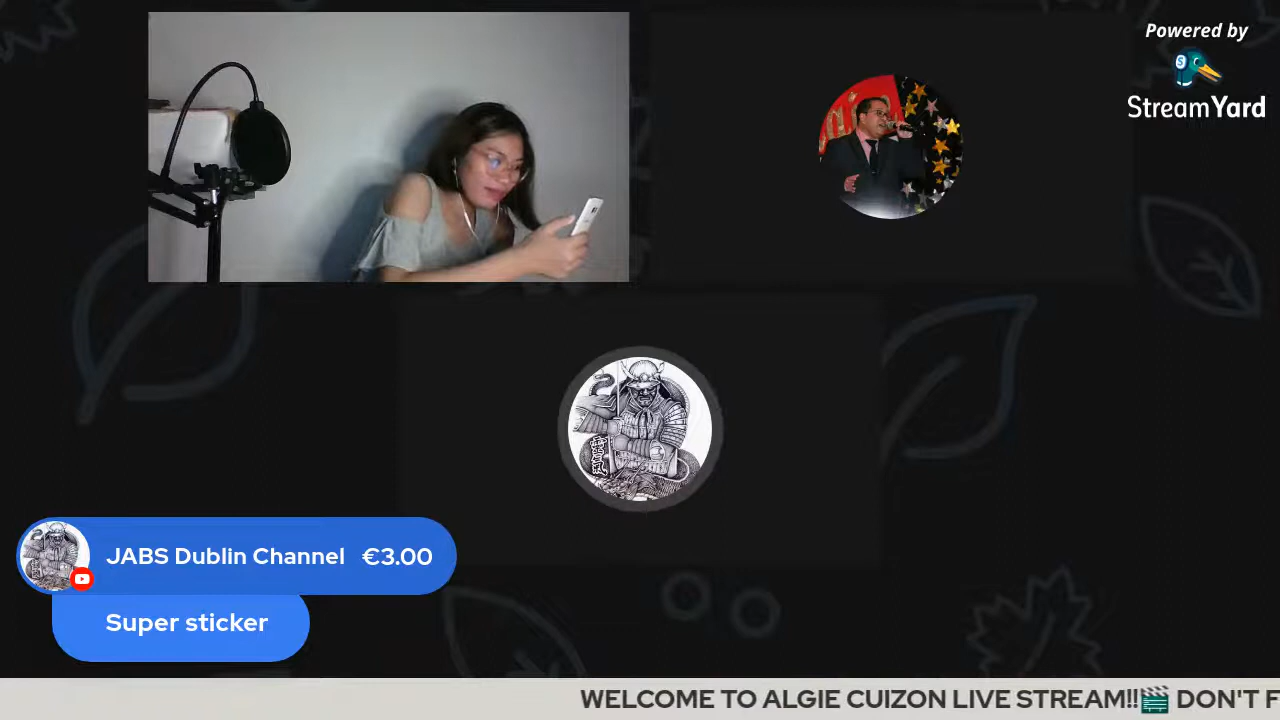 Powered by
StreamYard
JABS Dublin Channel €3.00
Super sticker
WELCOME TO ALGIE CUIZON LIVE STREAM!!🎬 DON'T F